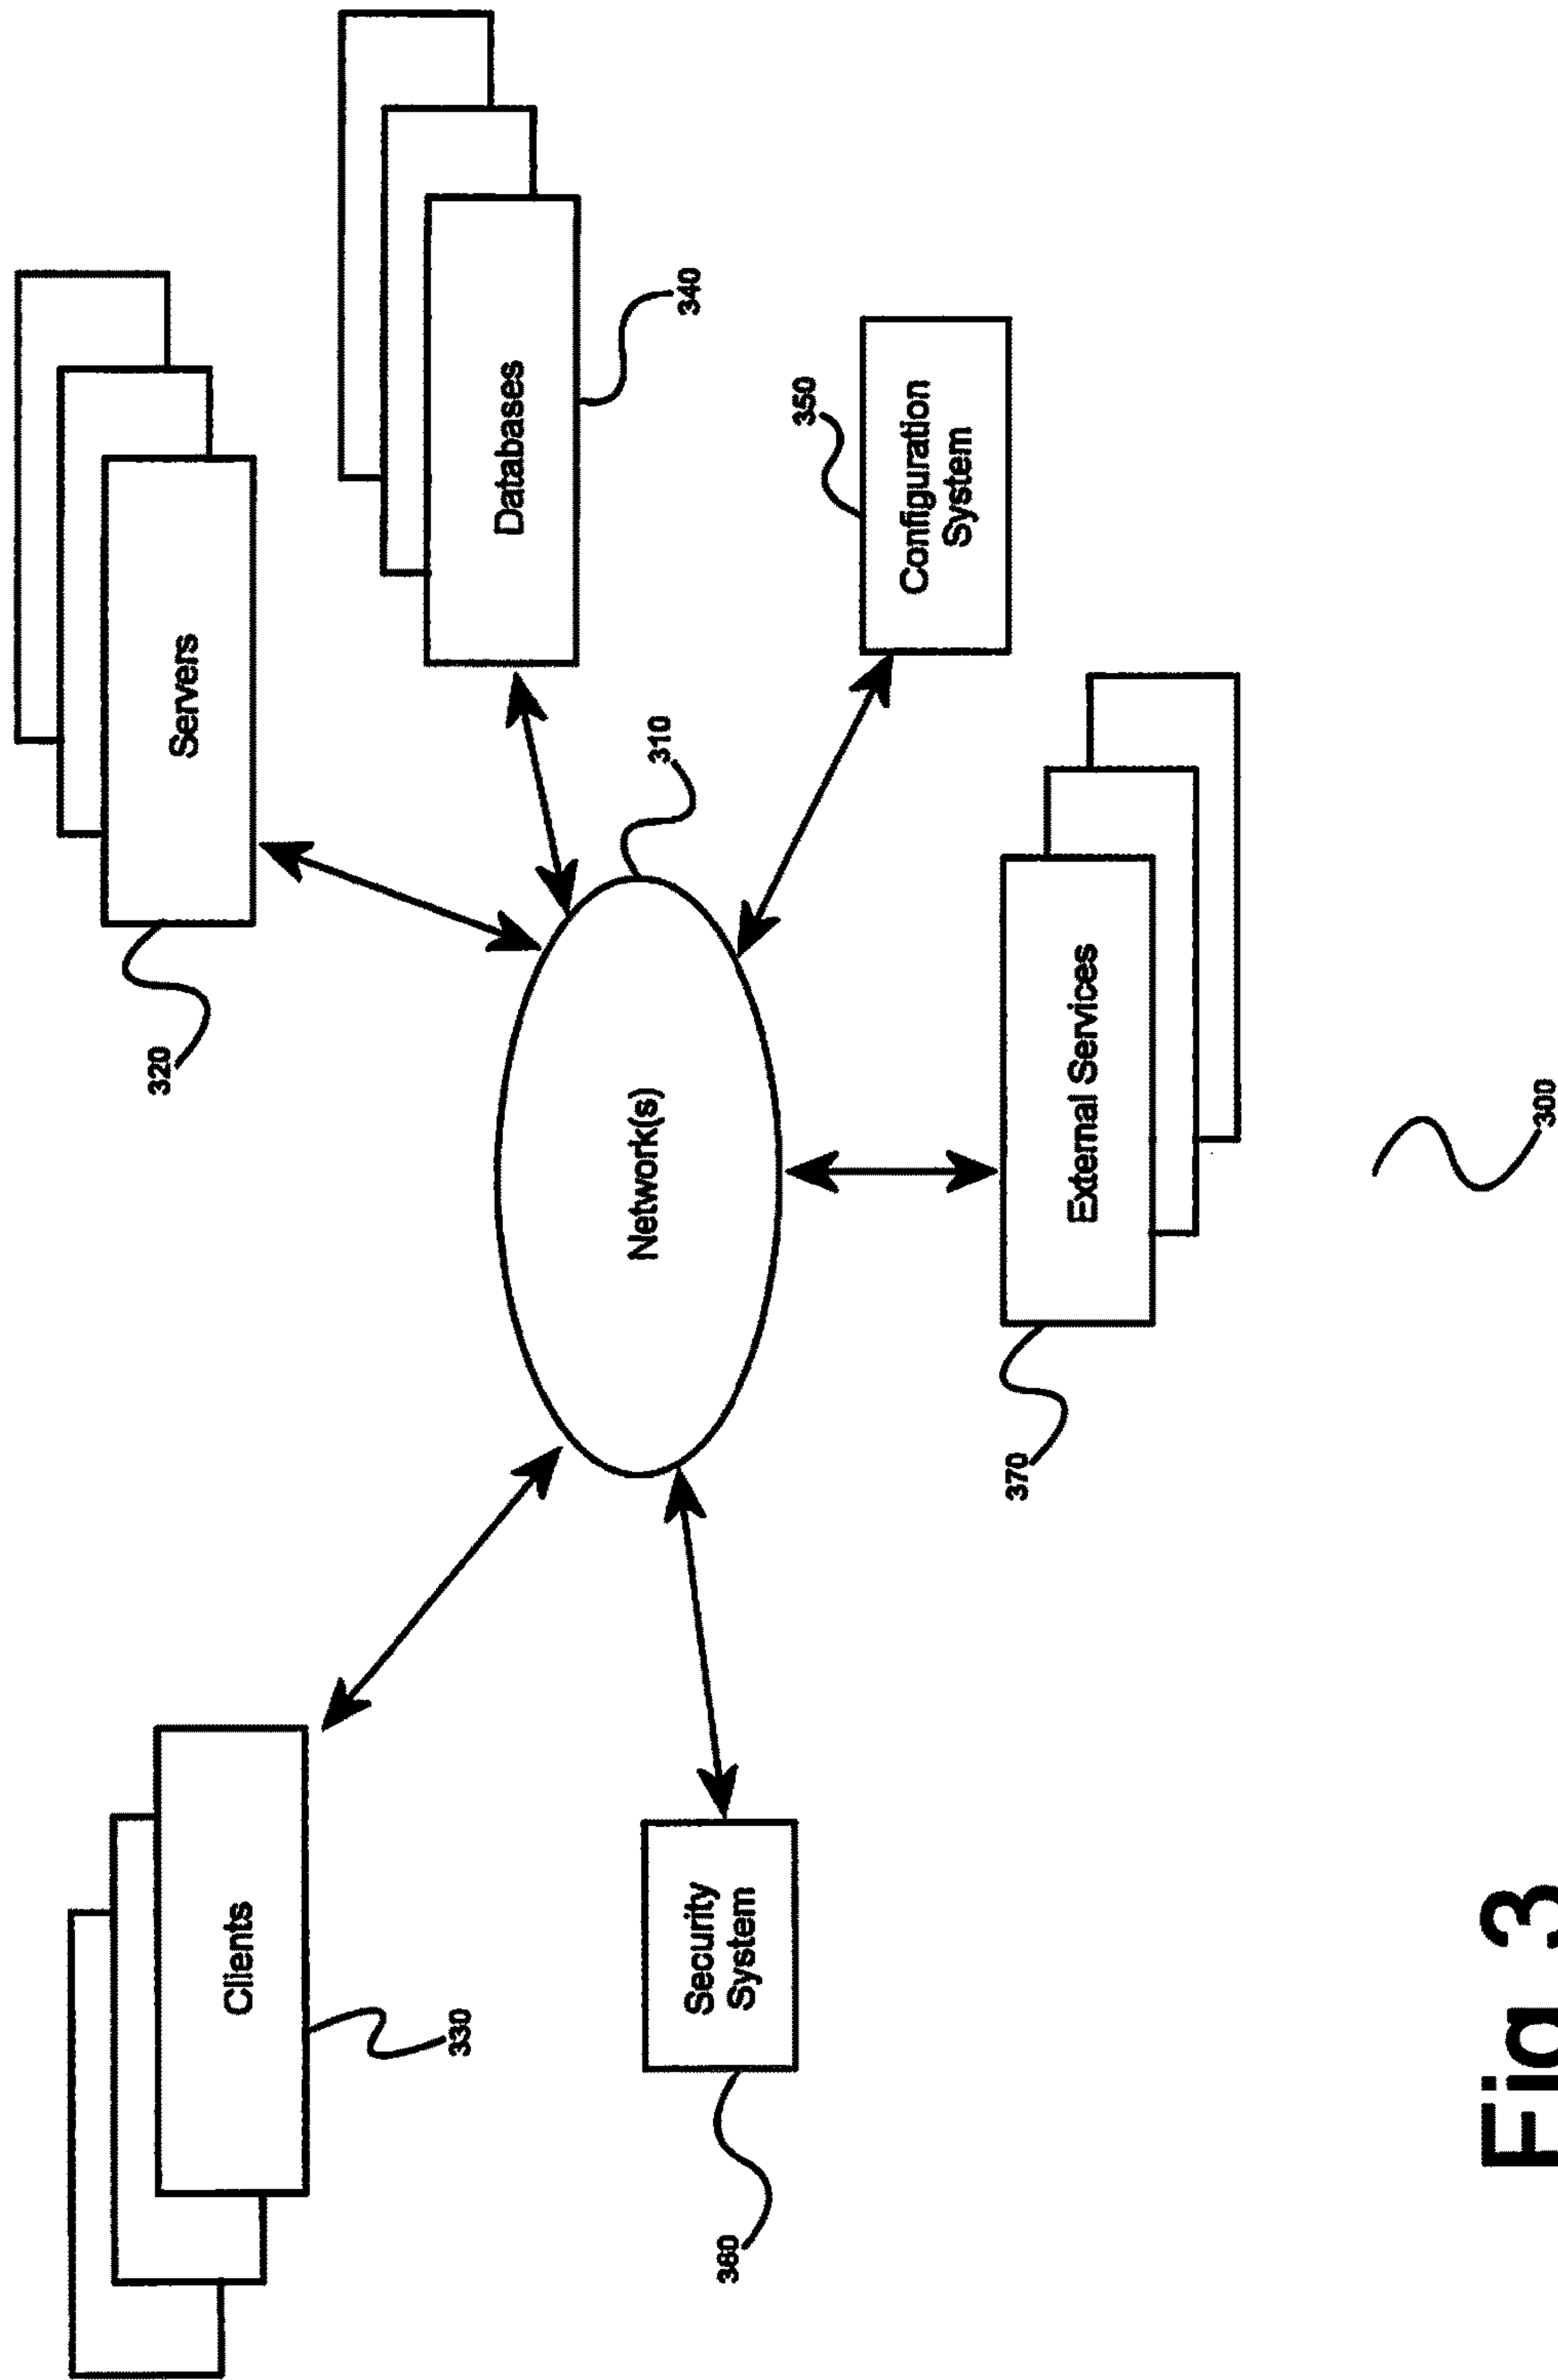 320
Servers
Clients
330
Databases
Network(s)
310
340
Security
System
360
350
Configuration
System
370
External Services
300
Fig 3